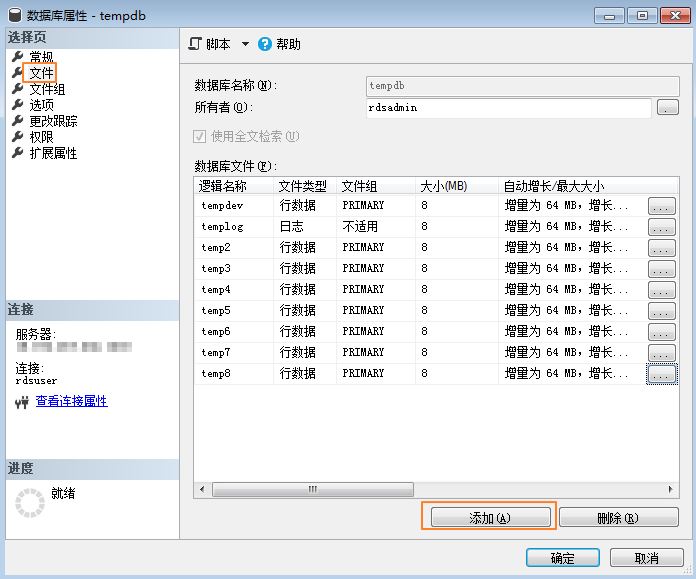 数据库属性 - tempdb
选择页
常规
文件
文件组
选项
更改跟踪
权限
扩展属性
连接
服务器:
连接:
rdsuser
查看连接属性
进度
就绪
脚本 帮助
数据库名称(N): tempdb
所有者(O): rdsadmin
使用全文检索(U)
数据库文件(F):
逻辑名称 文件类型 文件组 大小(MB) 自动增长/最大大小
tempdev 行数据 PRIMARY 8 增量为 64 MB, 增长... ...
templog 日志 不适用 8 增量为 64 MB, 增长... ...
temp2 行数据 PRIMARY 8 增量为 64 MB, 增长... ...
temp3 行数据 PRIMARY 8 增量为 64 MB, 增长... ...
temp4 行数据 PRIMARY 8 增量为 64 MB, 增长... ...
temp5 行数据 PRIMARY 8 增量为 64 MB, 增长... ...
temp6 行数据 PRIMARY 8 增量为 64 MB, 增长... ...
temp7 行数据 PRIMARY 8 增量为 64 MB, 增长... ...
temp8 行数据 PRIMARY 8 增量为 64 MB, 增长... ...
添加(A) 删除(R)
确定 取消